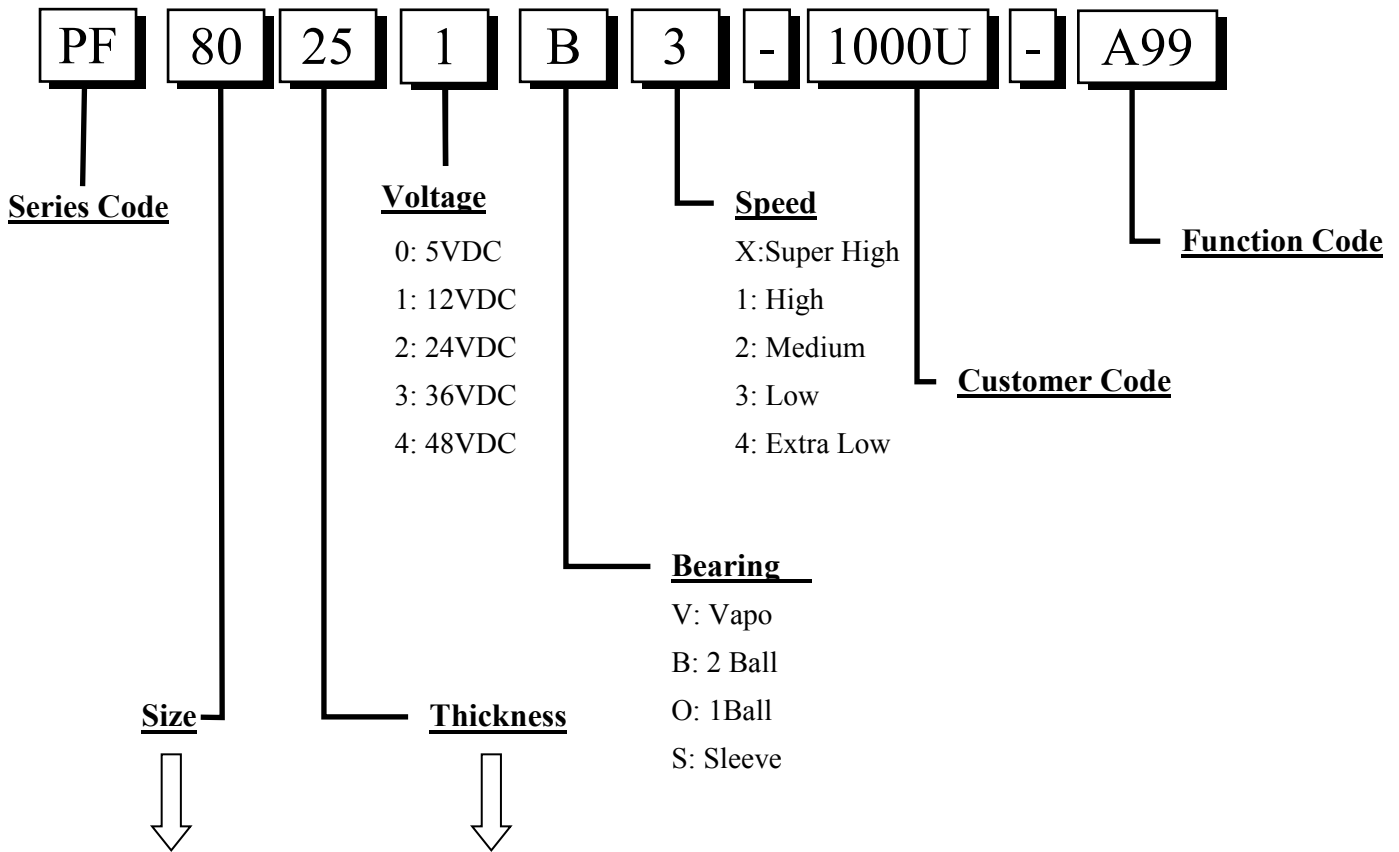 PF 80 25 1 B 3 - 1000U - A99
Series Code
Voltage
0: 5VDC
1: 12VDC
2: 24VDC
3: 36VDC
4: 48VDC
Speed
X:Super High
1: High
2: Medium
3: Low
4: Extra Low
Function Code
Customer Code
Bearing
V: Vapo
B: 2 Ball
O: 1Ball
S: Sleeve
Size
Thickness